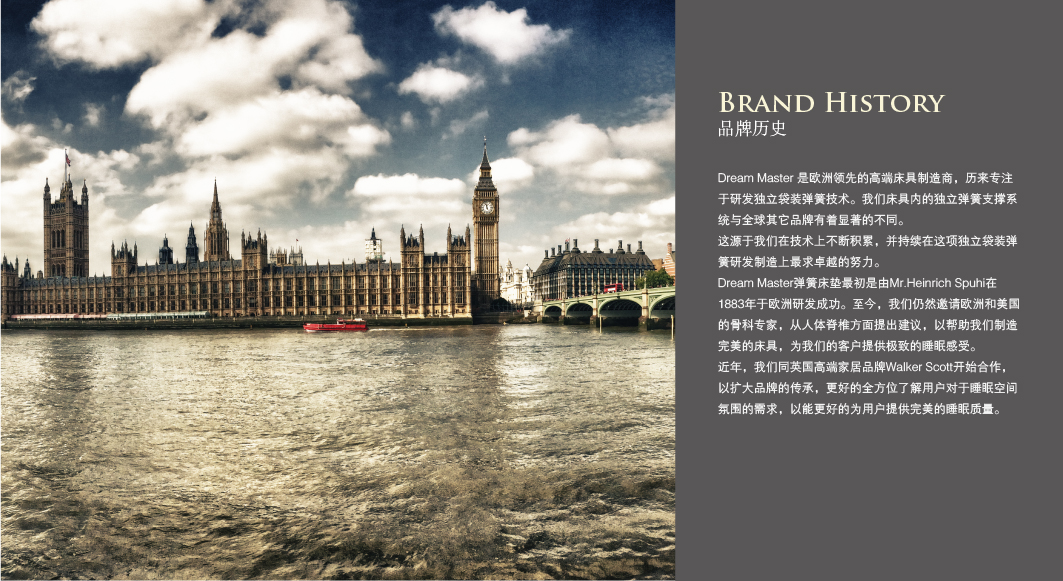 BRAND HISTORY
品牌历史
Dream Master 是欧洲领先的高端床具制造商，历来专注
于研发独立袋装弹簧技术。我们床具内的独立弹簧支撑系
统与全球其它品牌有着显著的不同。
这源于我们在技术上不断积累，并持续在这项独立袋装弹
簧研发制造上最求卓越的努力。
Dream Master弹簧床垫最初是由Mr.Heinrich Spuhi在
1883年于欧洲研发成功。至今，我们仍然邀请欧洲和美国
的骨科专家，从人体脊椎方面提出建议，以帮助我们制造
完美的床具，为我们的客户提供极致的睡眠感受。
近年，我们同英国高端家居品牌Walker Scott开始合作，
以扩大品牌的传承，更好的全方位了解用户对于睡眠空间
氛围的需求，以能更好的为用户提供完美的睡眠质量。